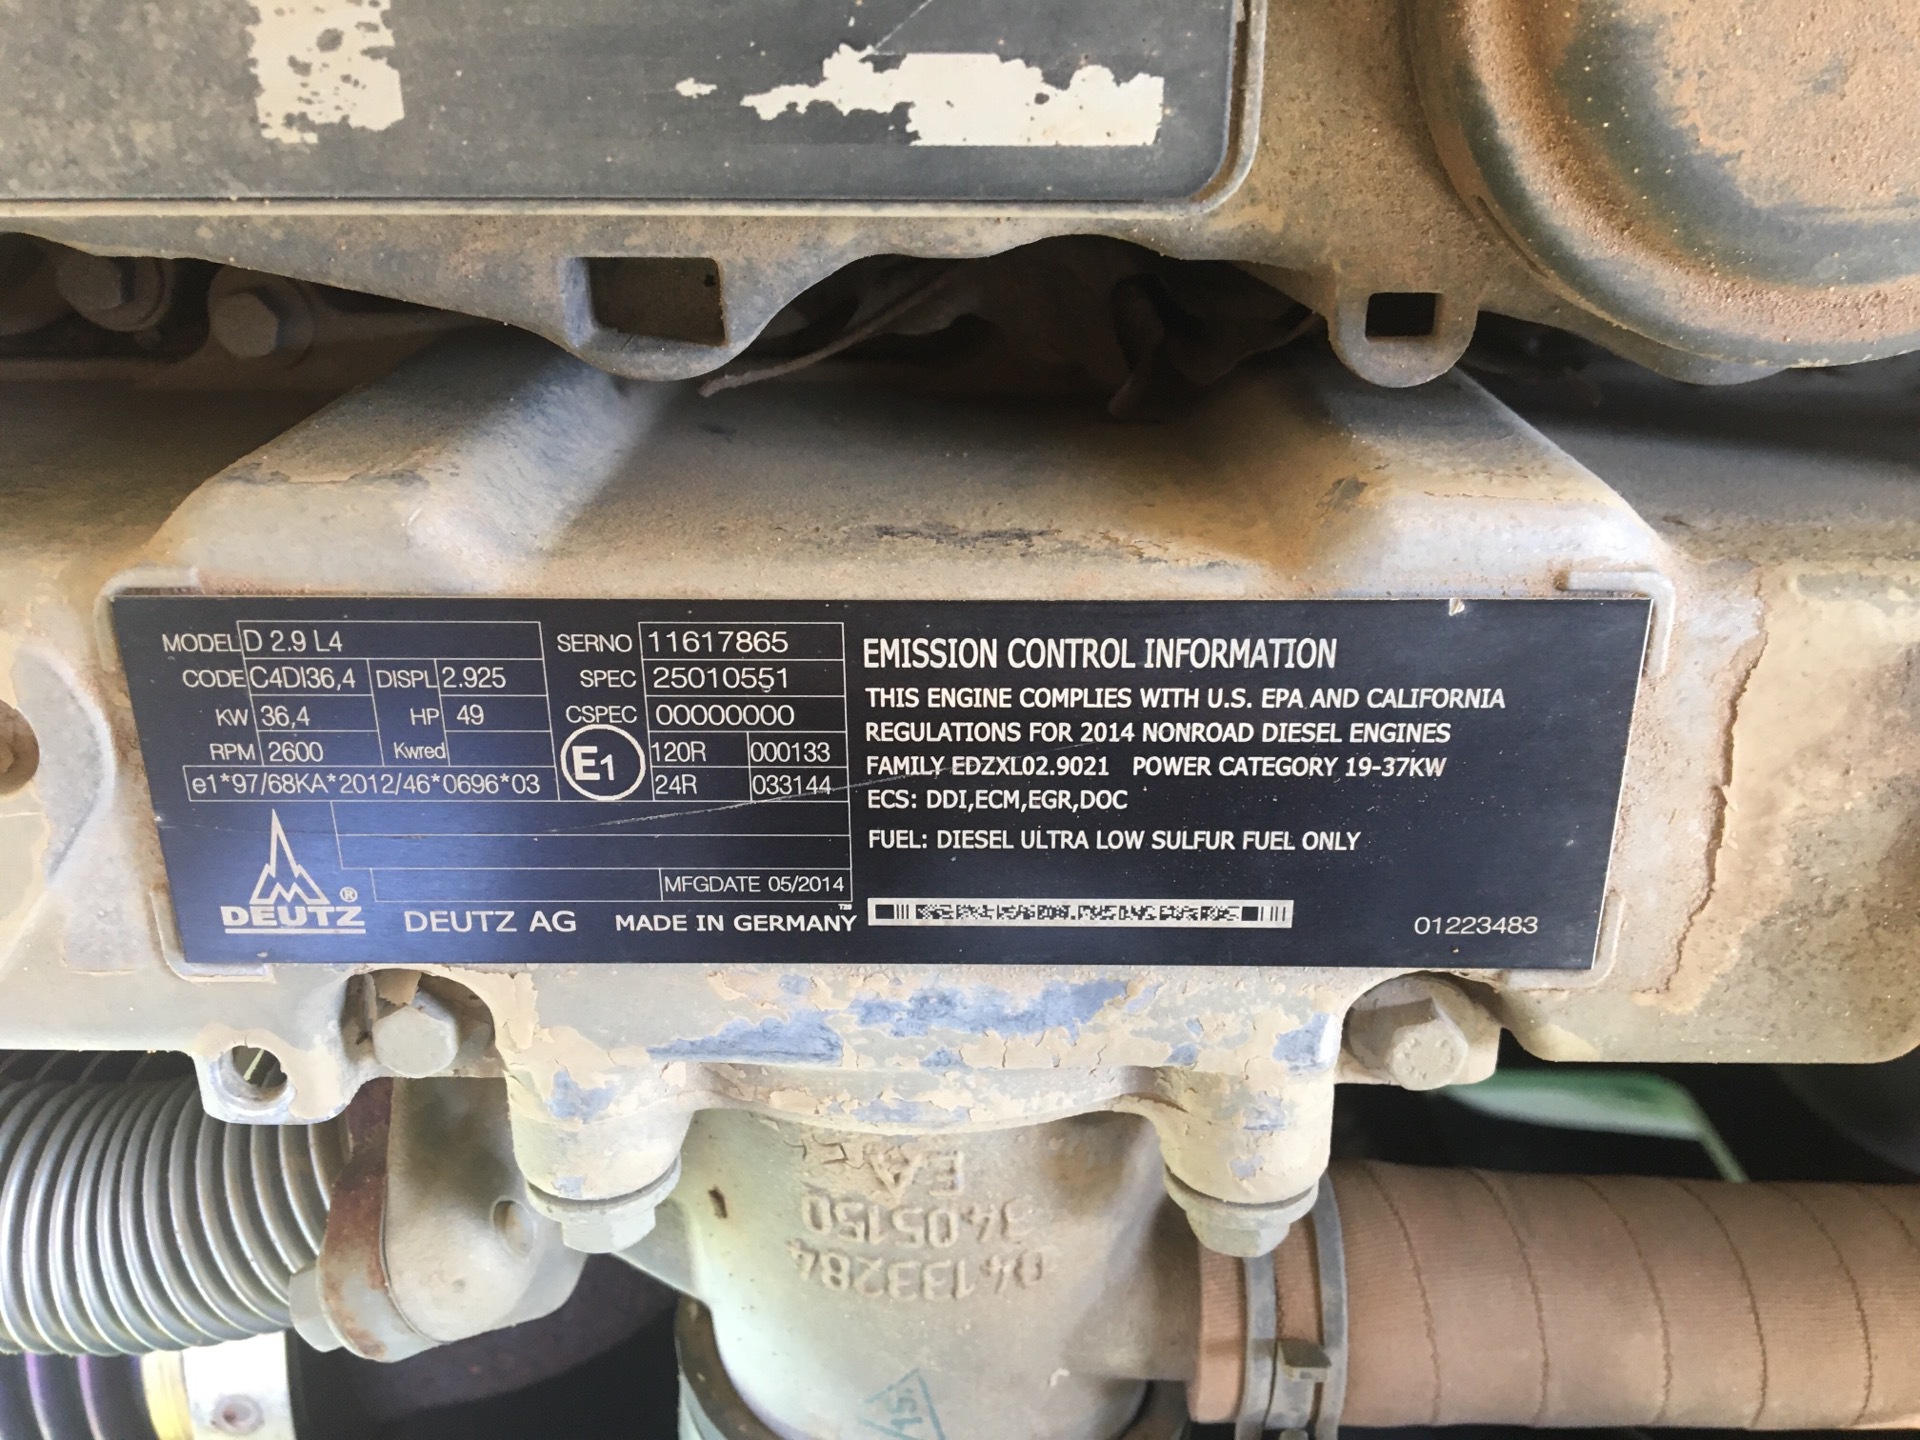 MODEL D 2.9 L4
CODE C4DI36,4 DISPL 2.925
KW 36,4 HP 49
RPM 2600 Kwred
e1*97/68KA*2012/46*0696*03
SERNO 11617865
SPEC 25010551
CSPEC 00000000
E1 120R 000133
24R 033144
MFGDATE 05/2014
DEUTZ ®
DEUTZ AG MADE IN GERMANY
EMISSION CONTROL INFORMATION
THIS ENGINE COMPLIES WITH U.S. EPA AND CALIFORNIA
REGULATIONS FOR 2014 NONROAD DIESEL ENGINES
FAMILY EDZXL02.9021 POWER CATEGORY 19-37KW
ECS: DDI,ECM,EGR,DOC
FUEL: DIESEL ULTRA LOW SULFUR FUEL ONLY
01223483
04133284
3405150
EA